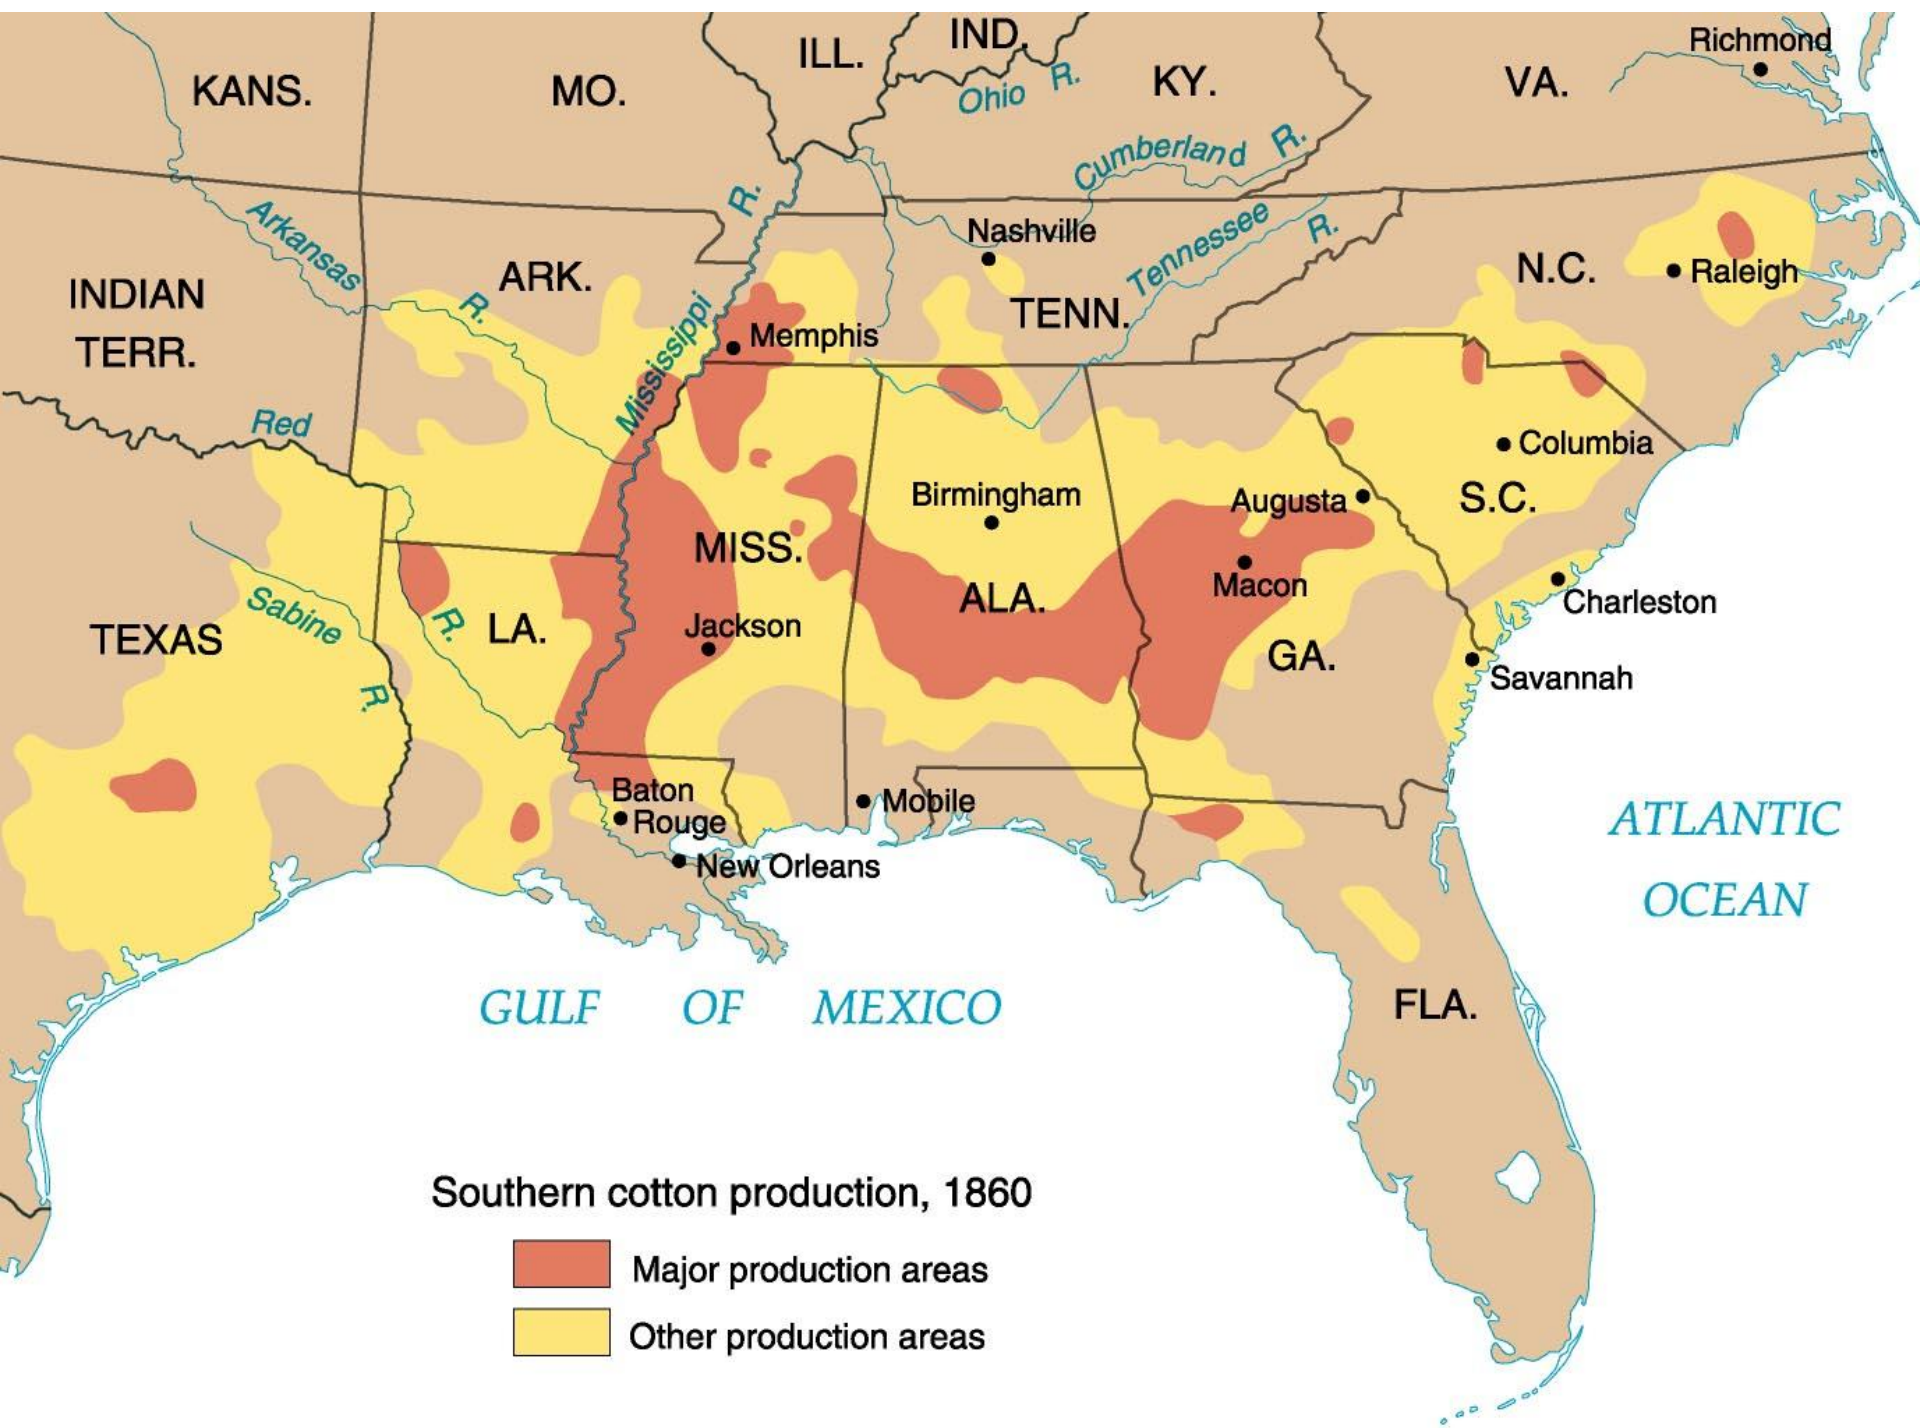 KANS.
MO.
ILL.
IND.
Ohio R.
KY.
VA.
Richmond
Cumberland R.
Arkansas R.
R.
Mississippi
Nashville
Tennessee R.
TENN.
N.C.
Raleigh
INDIAN
TERR.
ARK.
Memphis
Red
R.
Columbia
S.C.
Birmingham
Augusta
MISS.
ALA.
Macon
GA.
Charleston
Savannah
TEXAS
Sabine R.
LA.
Jackson
Baton
Rouge
New Orleans
Mobile
ATLANTIC
OCEAN
GULF OF MEXICO
FLA.
Southern cotton production, 1860
Major production areas
Other production areas